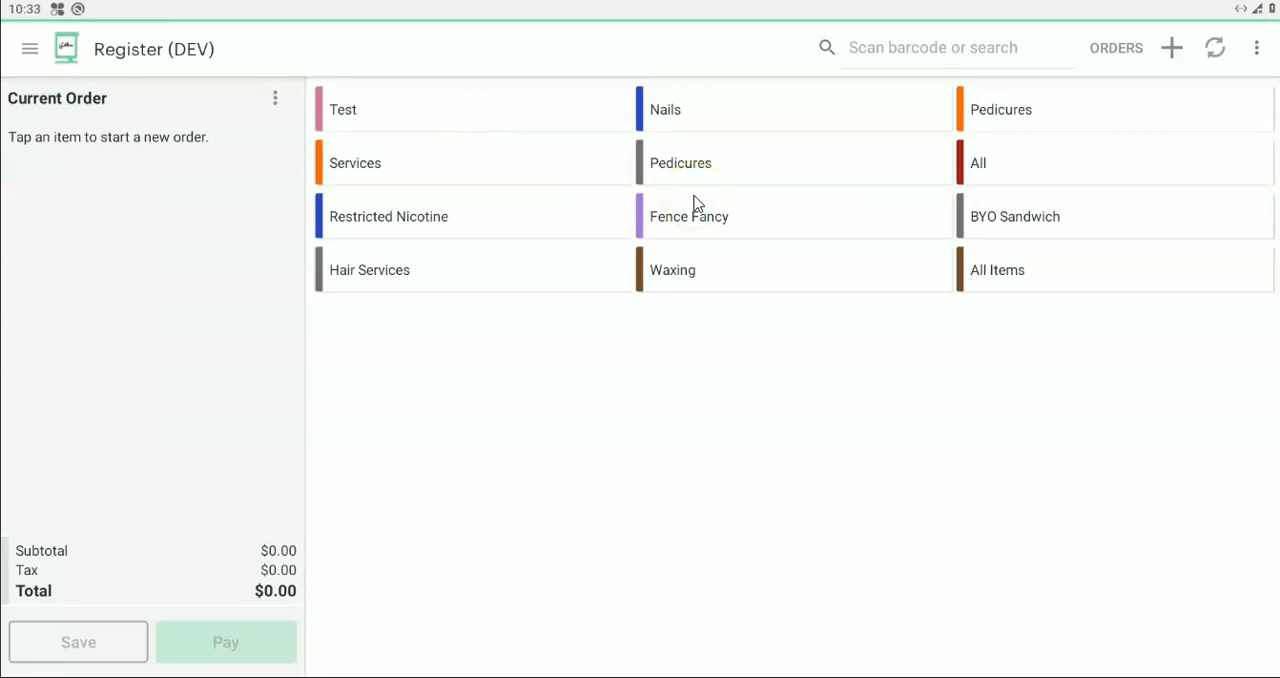 10:33
Register (DEV)
Scan barcode or search
ORDERS
Current Order
Tap an item to start a new order.
Test
Nails
Pedicures
Services
Pedicures
All
Restricted Nicotine
Fence Fancy
BYO Sandwich
Hair Services
Waxing
All Items
Subtotal $0.00
Tax $0.00
Total $0.00
Save
Pay